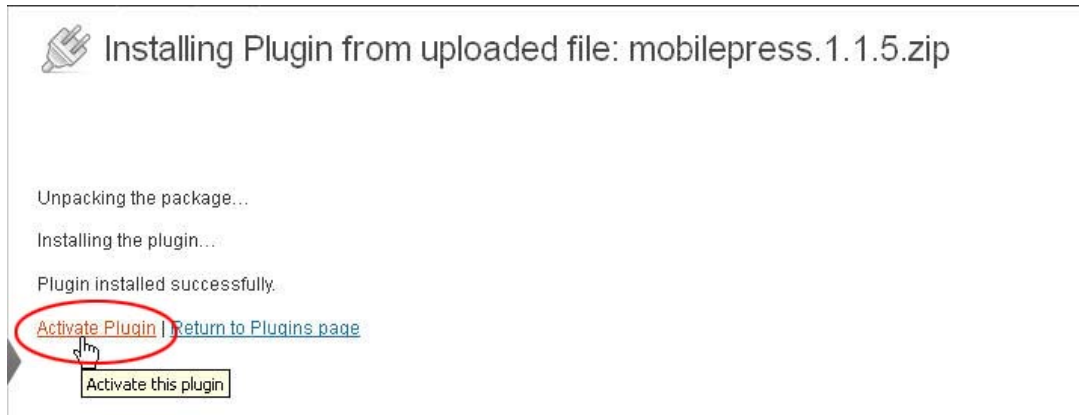 Installing Plugin from uploaded file: mobilepress.1.1.5.zip
Unpacking the package…
Installing the plugin…
Plugin installed successfully.
Activate Plugin | Return to Plugins page
Activate this plugin